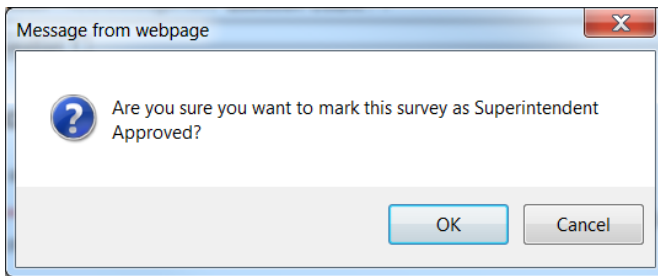 Message from webpage
X
Are you sure you want to mark this survey as Superintendent
Approved?
OK
Cancel